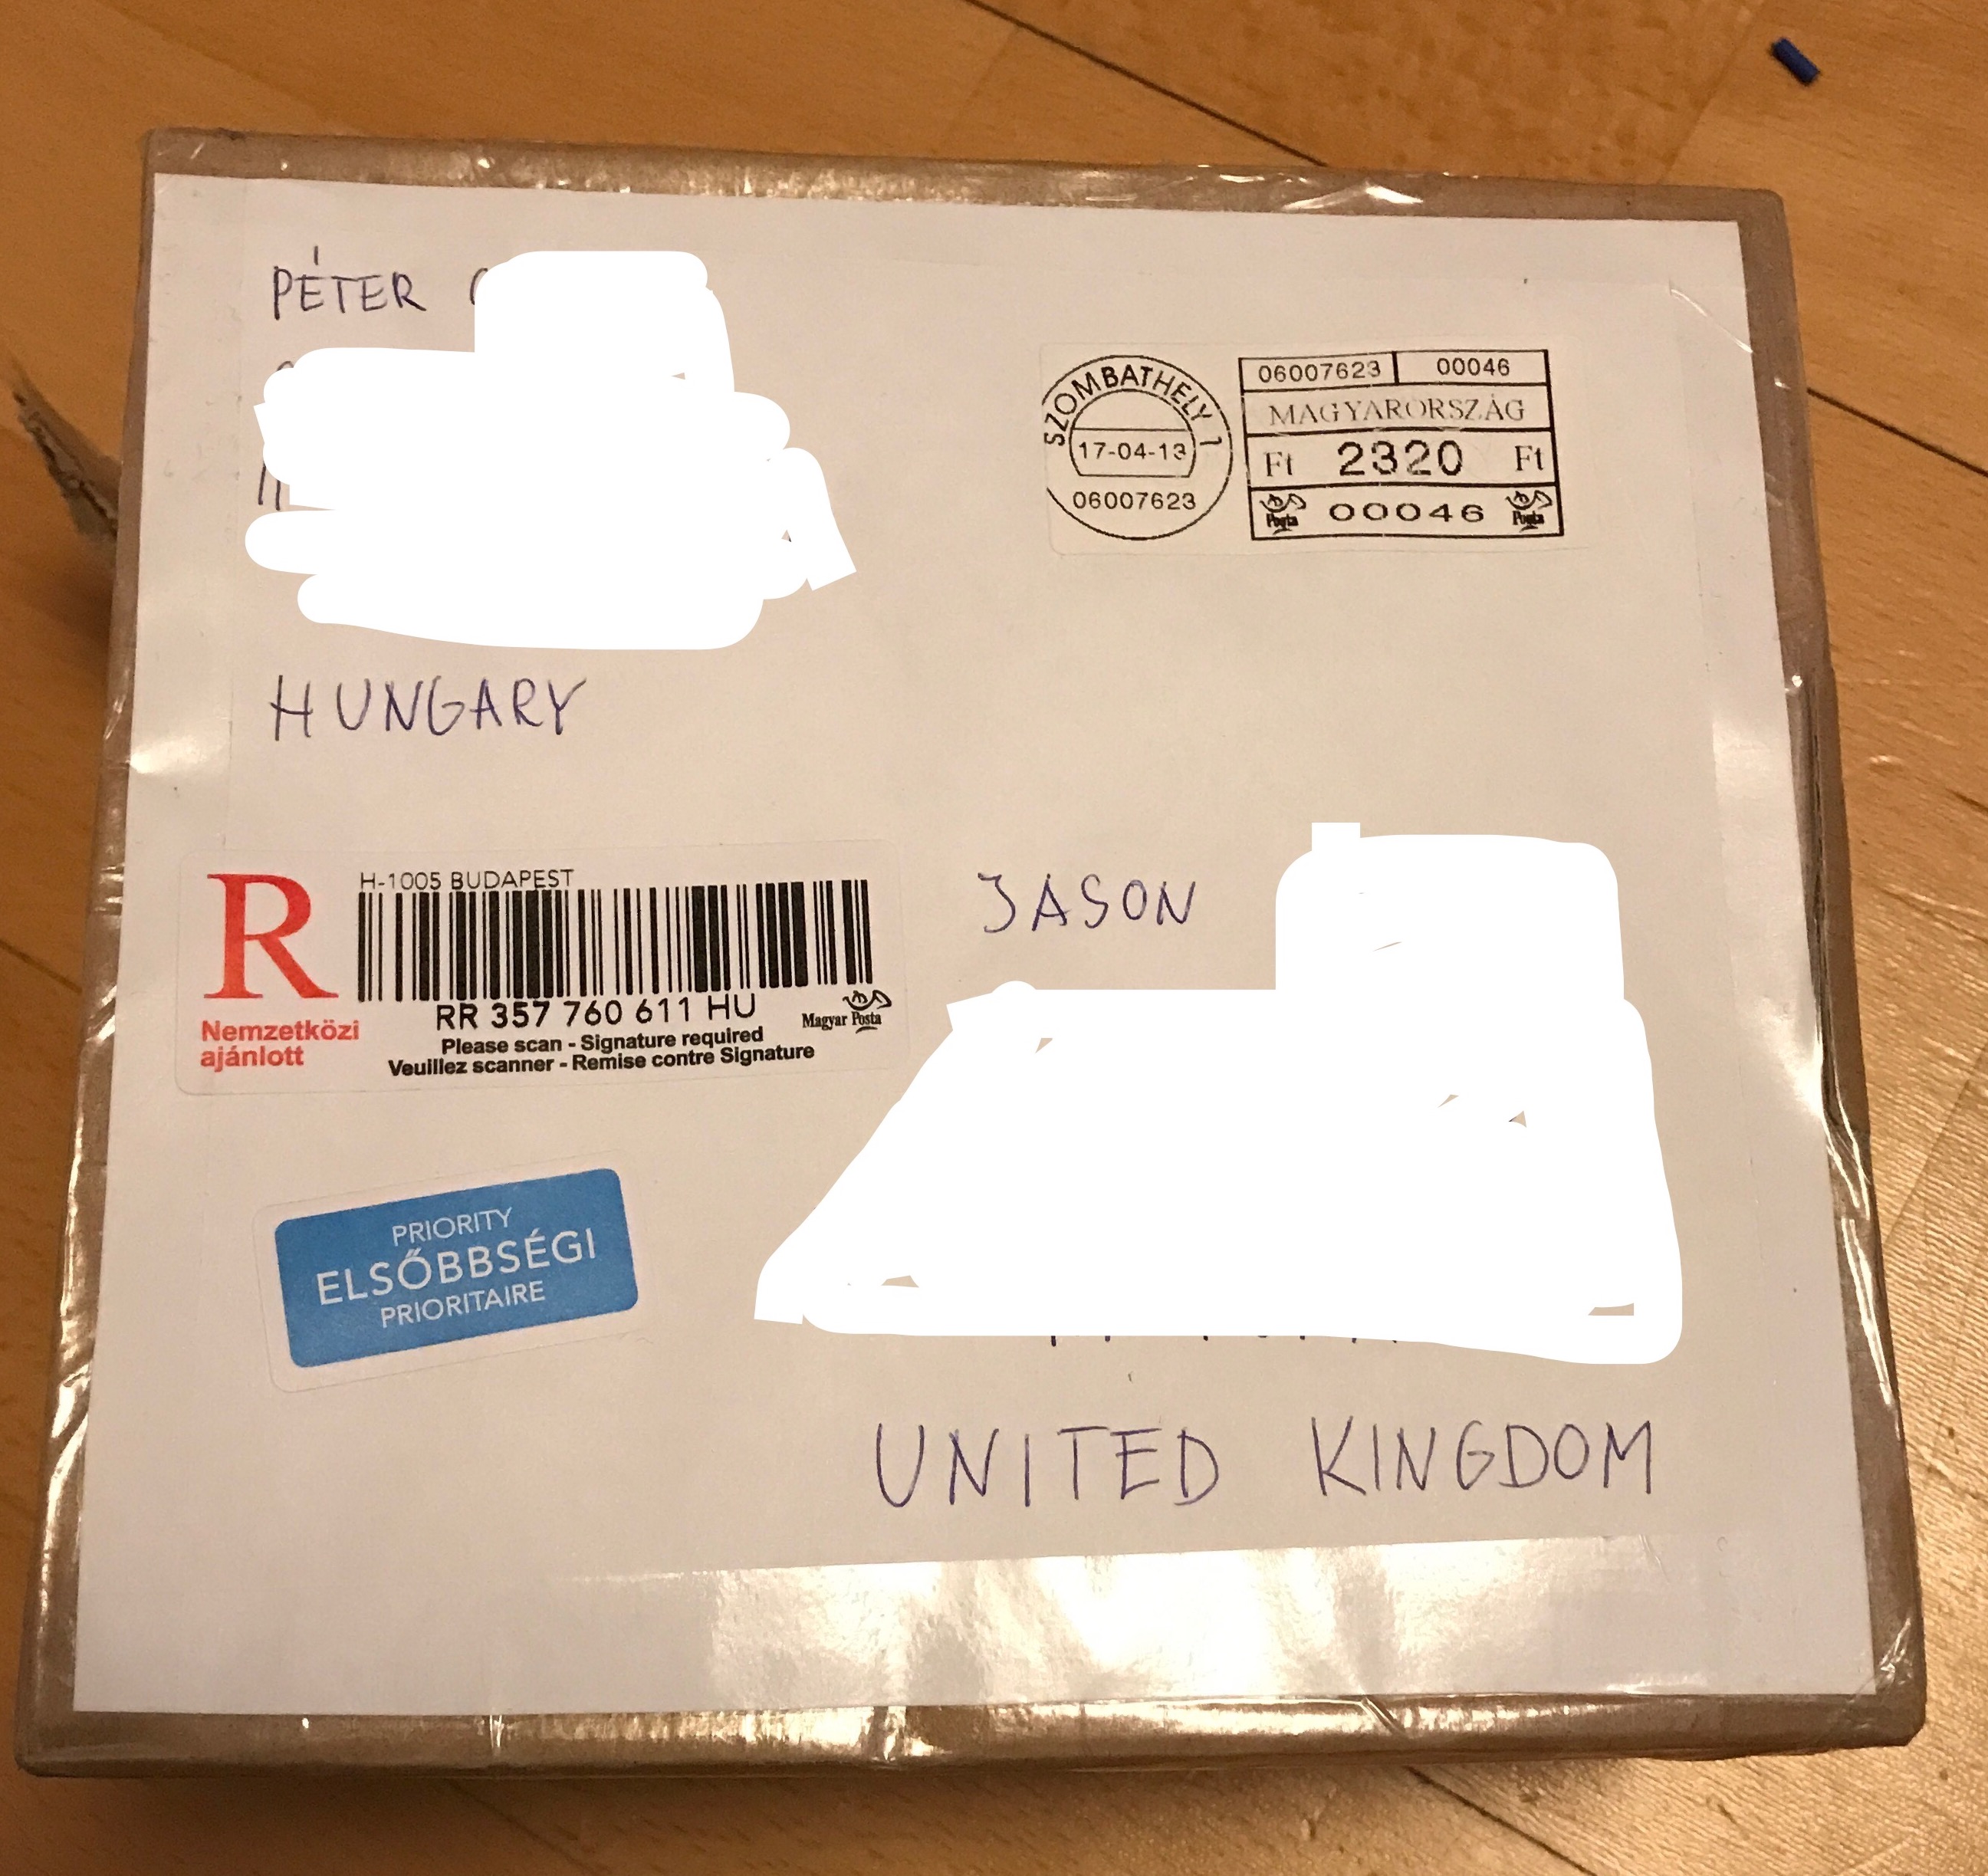 PÉTER
HUNGARY
SZOMBATHELY 1
17-04-13
06007623
06007623 00046
MAGYARORSZÁG
Ft 2320 Ft
Posta 00046 Posta
R
Nemzetközi
ajánlott
H-1005 BUDAPEST
RR 357 760 611 HU
Magyar Posta
Please scan - Signature required
Veuillez scanner - Remise contre Signature
JASON
PRIORITY
ELSŐBBSÉGI
PRIORITAIRE
UNITED KINGDOM